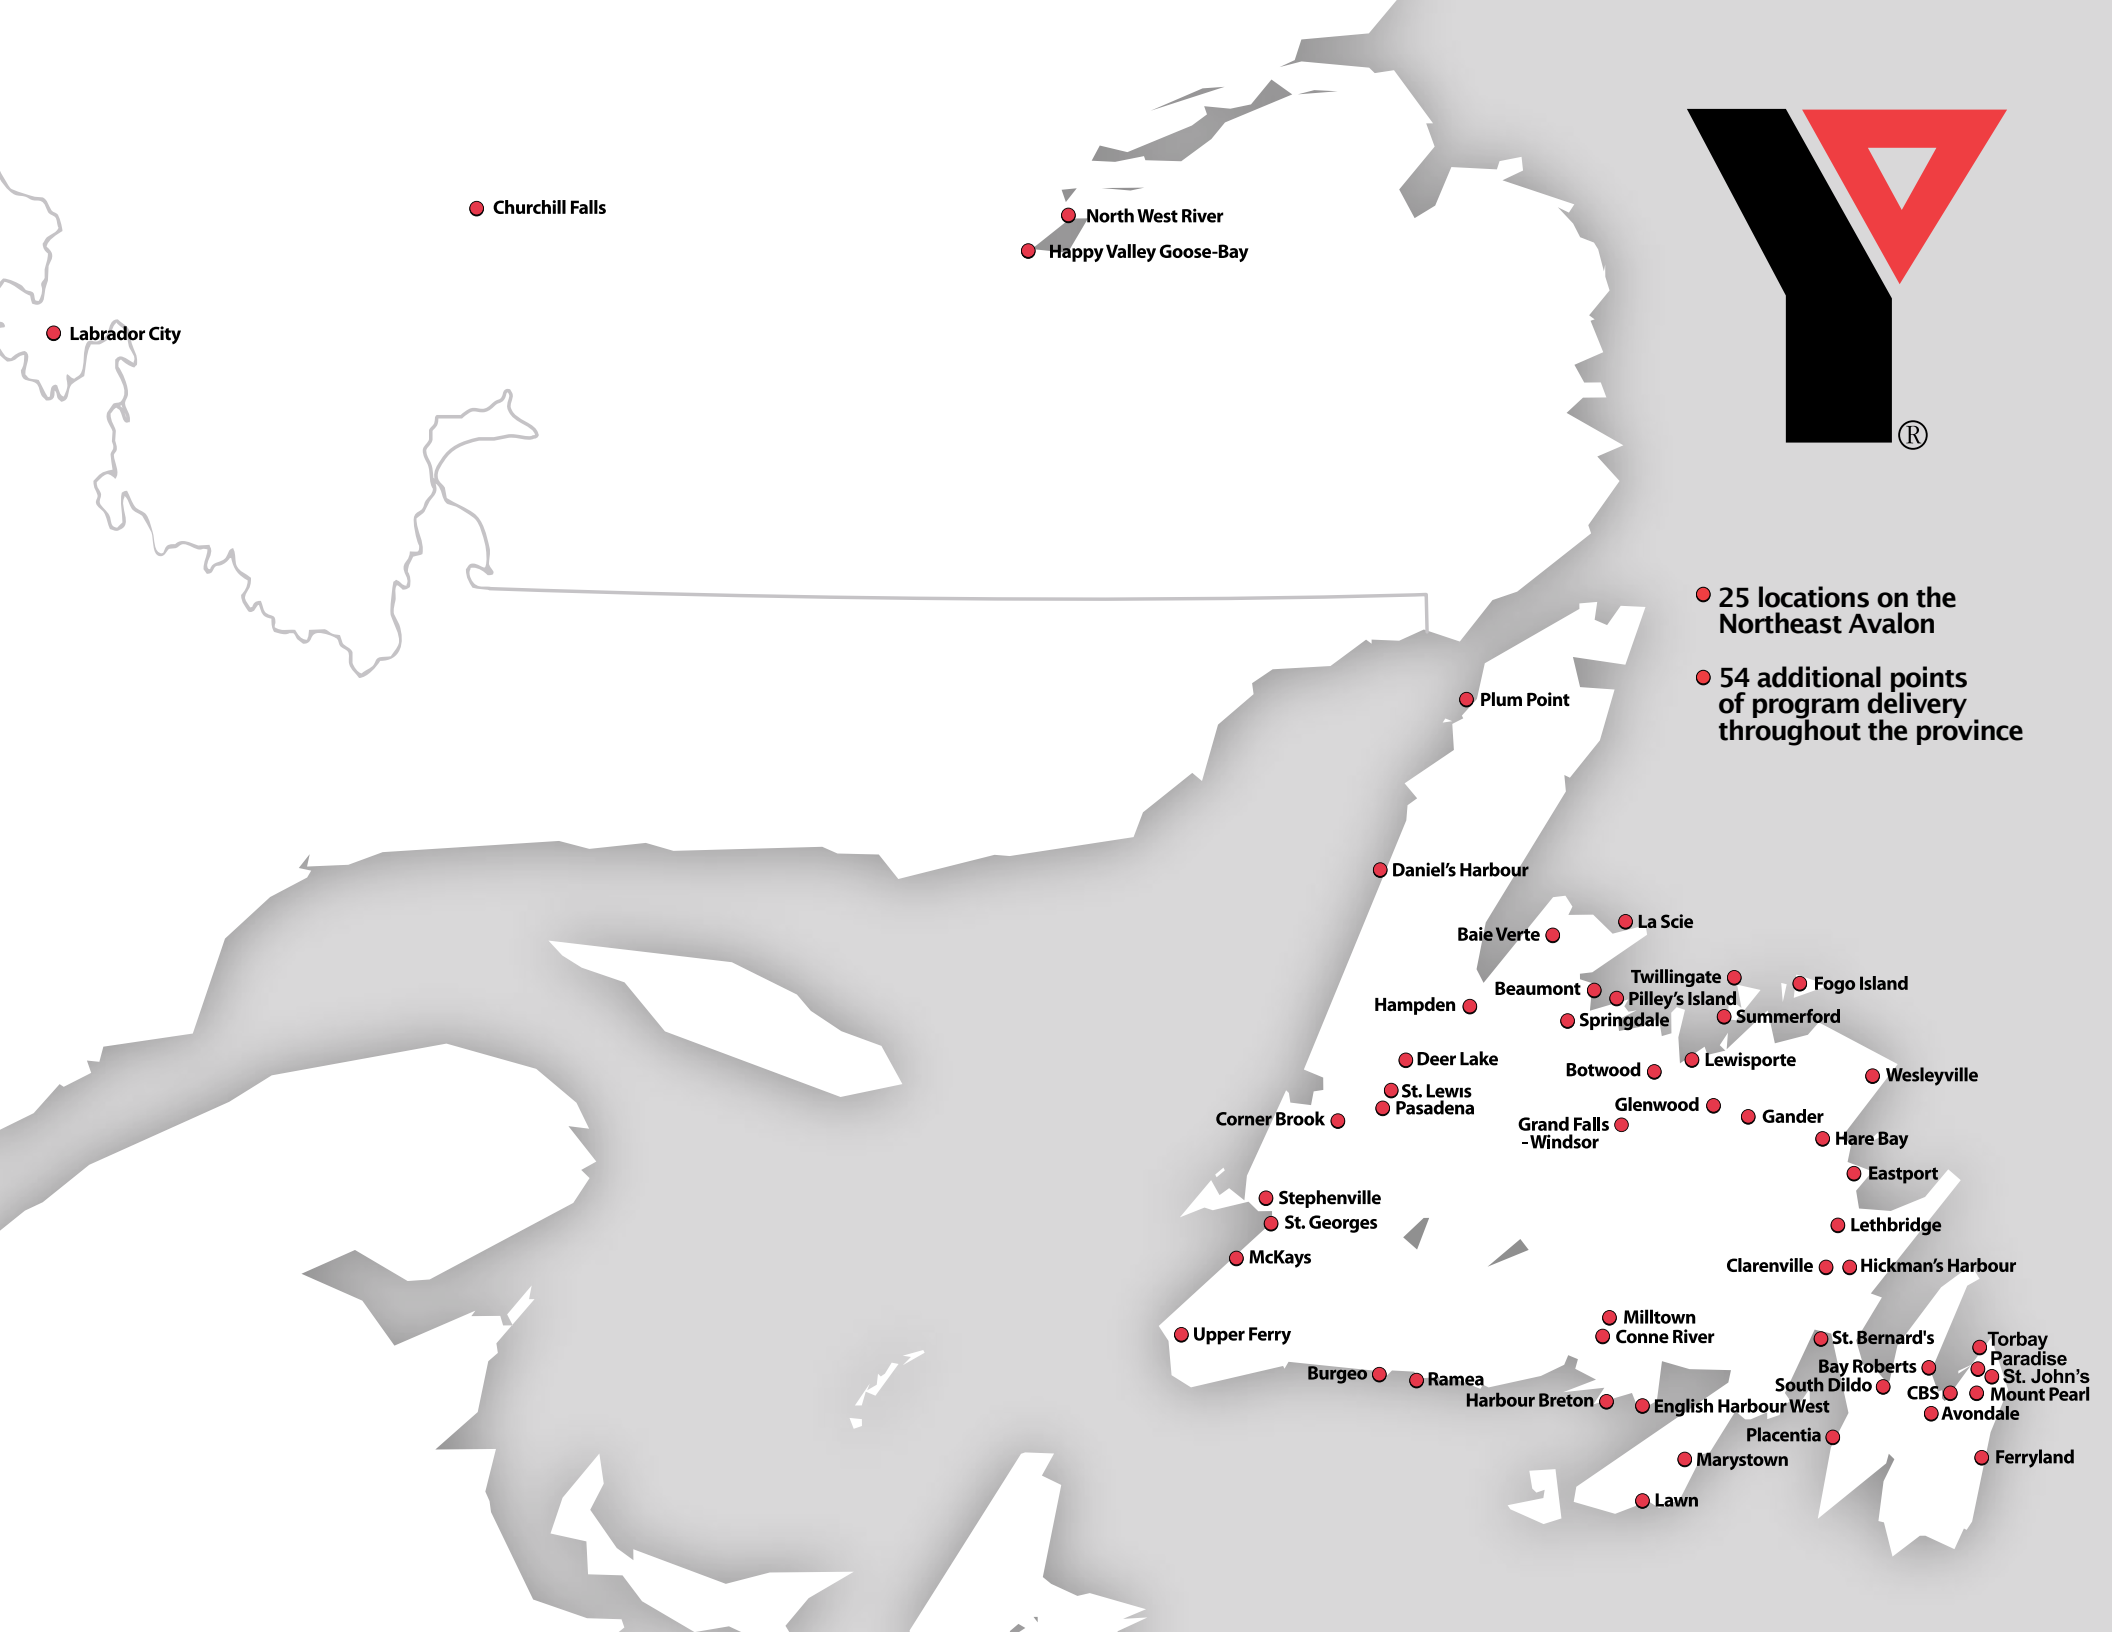 Churchill Falls
North West River
Happy Valley Goose-Bay
Labrador City
®
25 locations on the
Northeast Avalon
54 additional points
of program delivery
throughout the province
Plum Point
Daniel's Harbour
La Scie
Baie Verte
Twillingate
Fogo Island
Beaumont
Pilley's Island
Hampden
Summerford
Springdale
Deer Lake
Lewisporte
Botwood
Wesleyville
St. Lewis
Pasadena
Glenwood
Corner Brook
Gander
Grand Falls
-Windsor
Hare Bay
Eastport
Stephenville
St. Georges
Lethbridge
McKays
Clarenville
Hickman's Harbour
Milltown
Conne River
Upper Ferry
St. Bernard's
Torbay
Paradise
Bay Roberts
Burgeo
Ramea
St. John's
South Dildo
CBS
Mount Pearl
Harbour Breton
English Harbour West
Avondale
Placentia
Marystown
Ferryland
Lawn